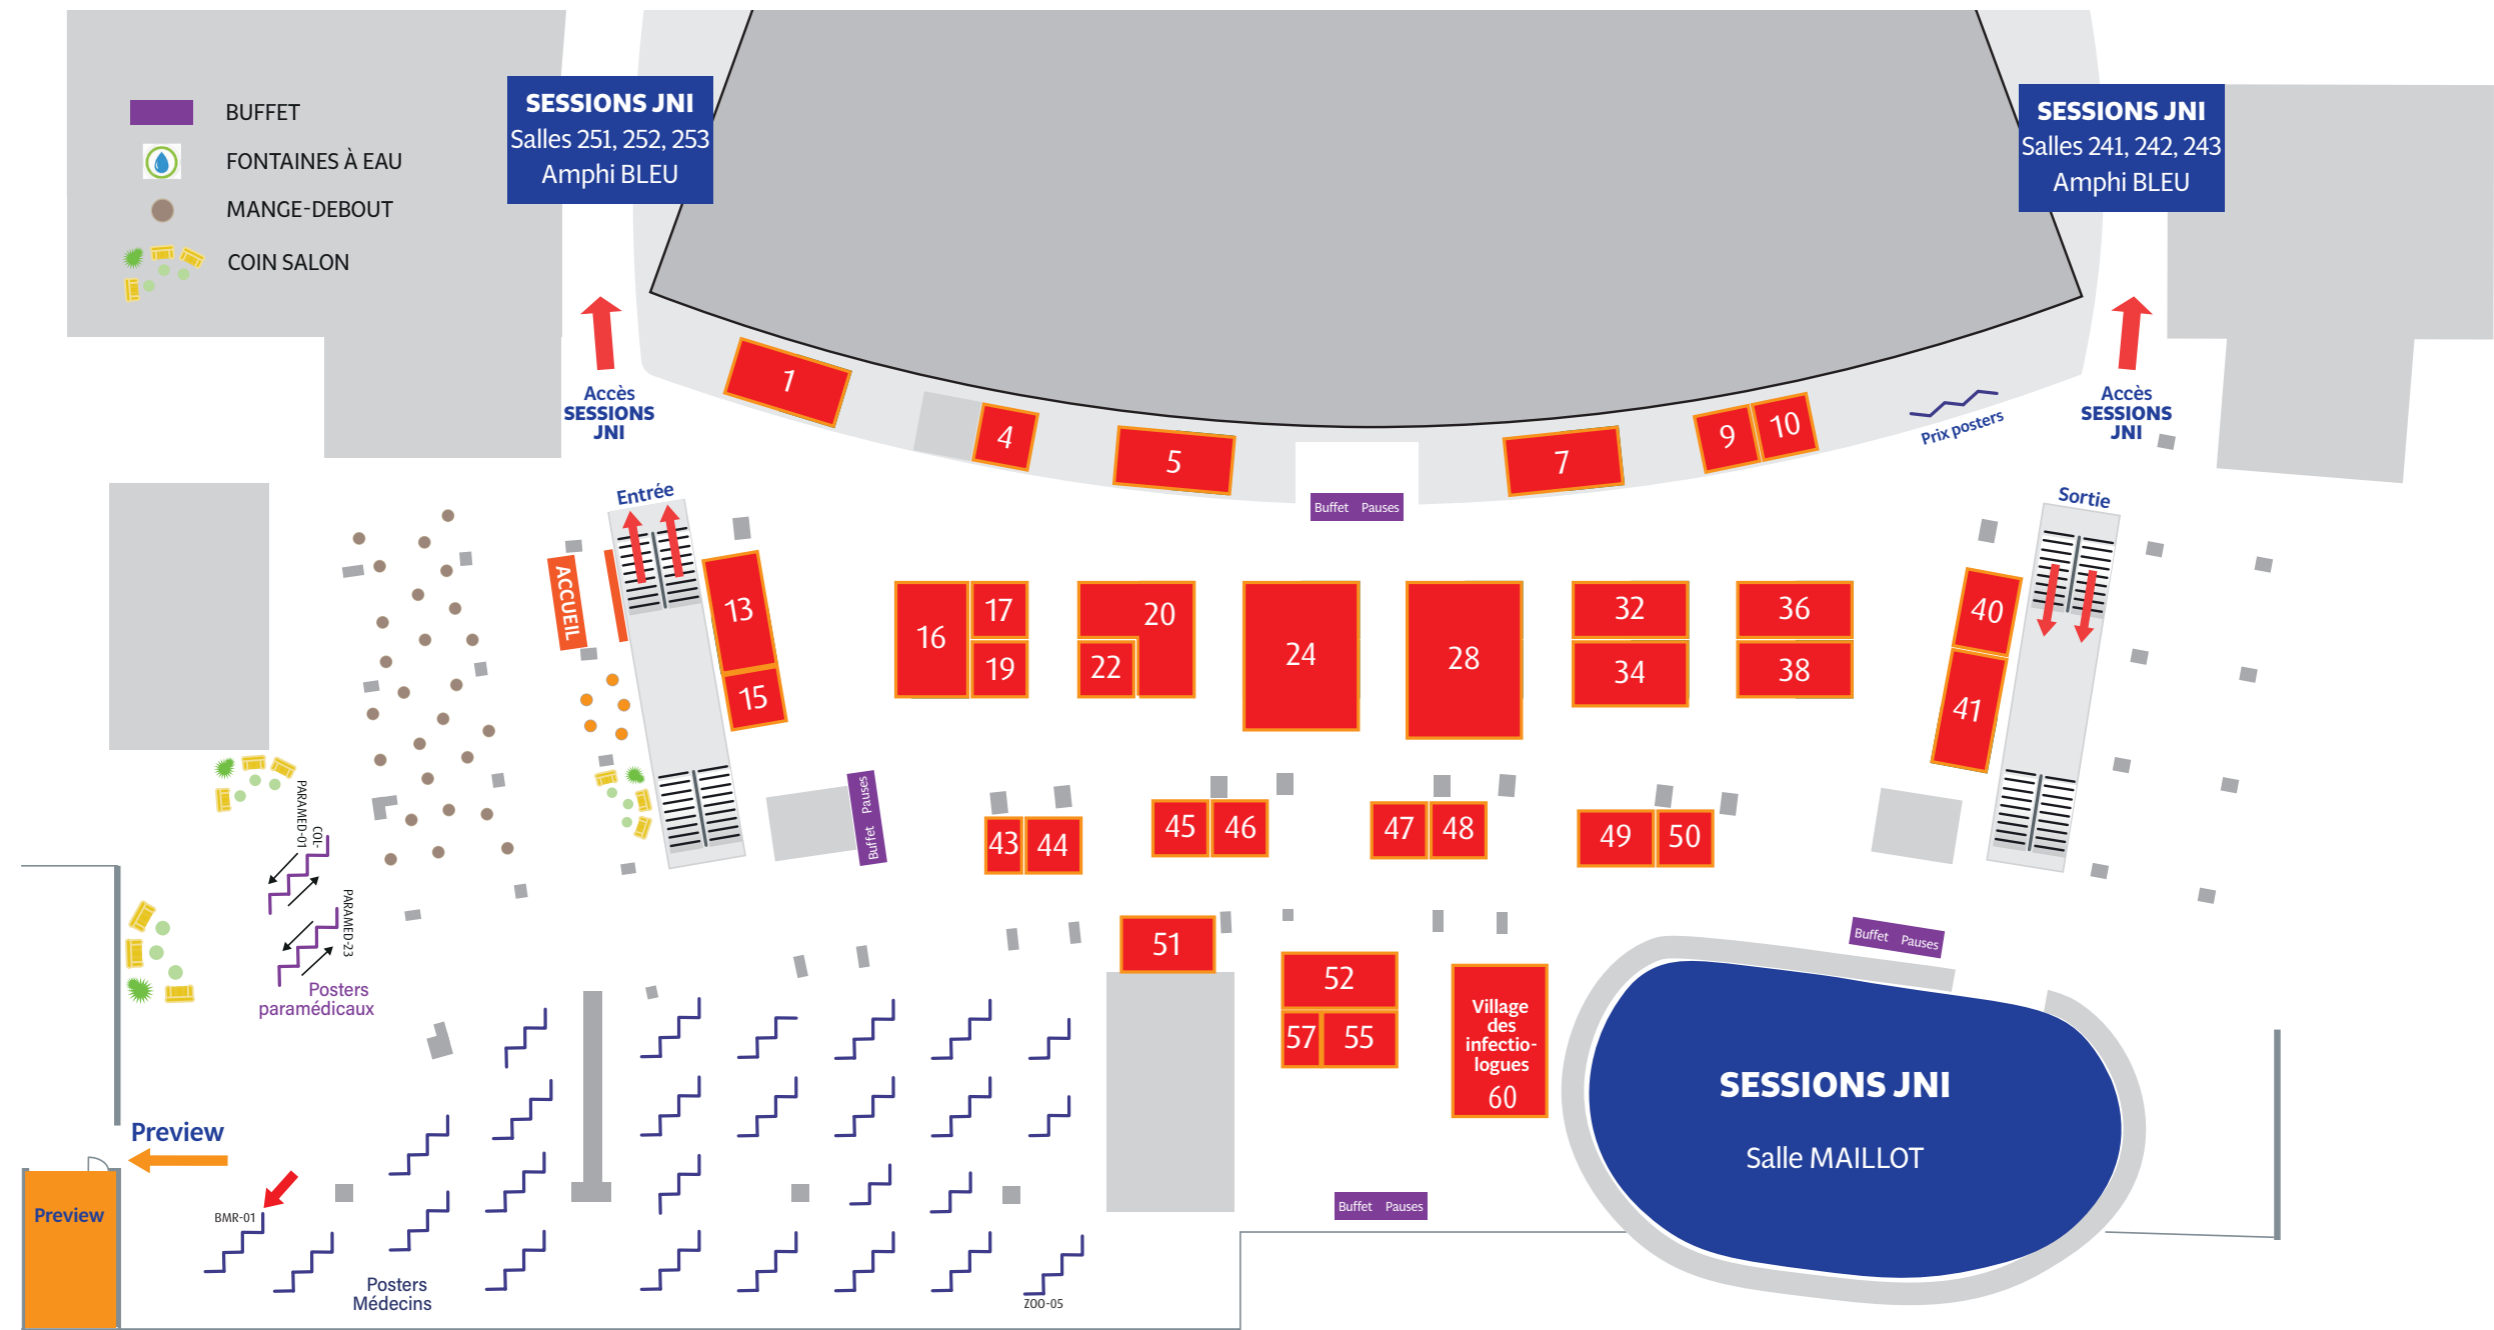 BUFFET
FONTAINES À EAU
MANGE-DEBOUT
COIN SALON
SESSIONS JNI
Salles 251, 252, 253
Amphi BLEU
SESSIONS JNI
Salles 241, 242, 243
Amphi BLEU
Accès
SESSIONS
JNI
Accès
SESSIONS
JNI
1
4
5
7
9
10
Prix posters
Buffet Pauses
Entrée
Sortie
ACCUEIL
13
15
16
17
19
20
22
24
28
32
34
36
38
40
41
Buffet Pauses
43
44
45
46
47
48
49
50
51
52
57
55
Village
des
infectio-
logues
60
Buffet Pauses
SESSIONS JNI
Salle MAILLOT
Buffet Pauses
COL-
PARAMED-01
PARAMED-23
Posters
paramédicaux
Preview
Preview
BMR-01
Posters
Médecins
ZOO-05